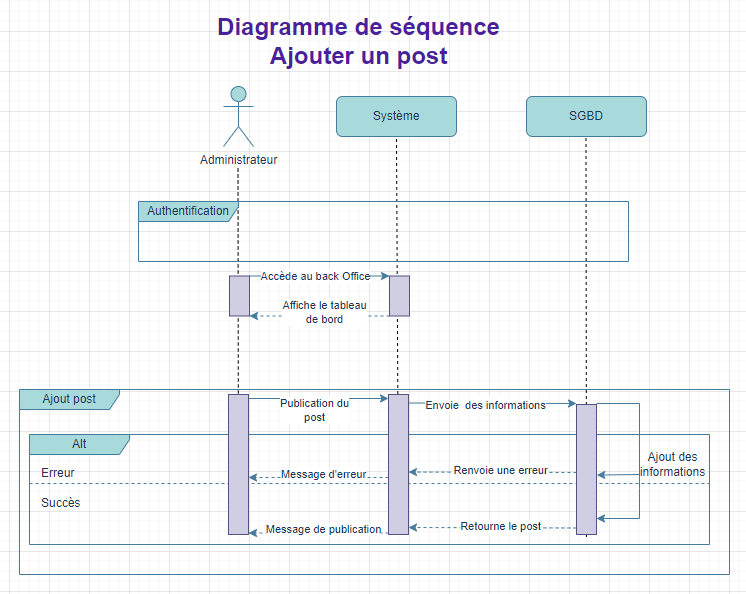 Diagramme de séquence
Ajouter un post
Système
SGBD
Administrateur
Authentification
Accède au back Office
Affiche le tableau
de bord
Ajout post
Publication du
post
Envoie des informations
Alt
Ajout des
informations
Erreur
Message d'erreur
Renvoie une erreur
Succès
Message de publication
Retourne le post